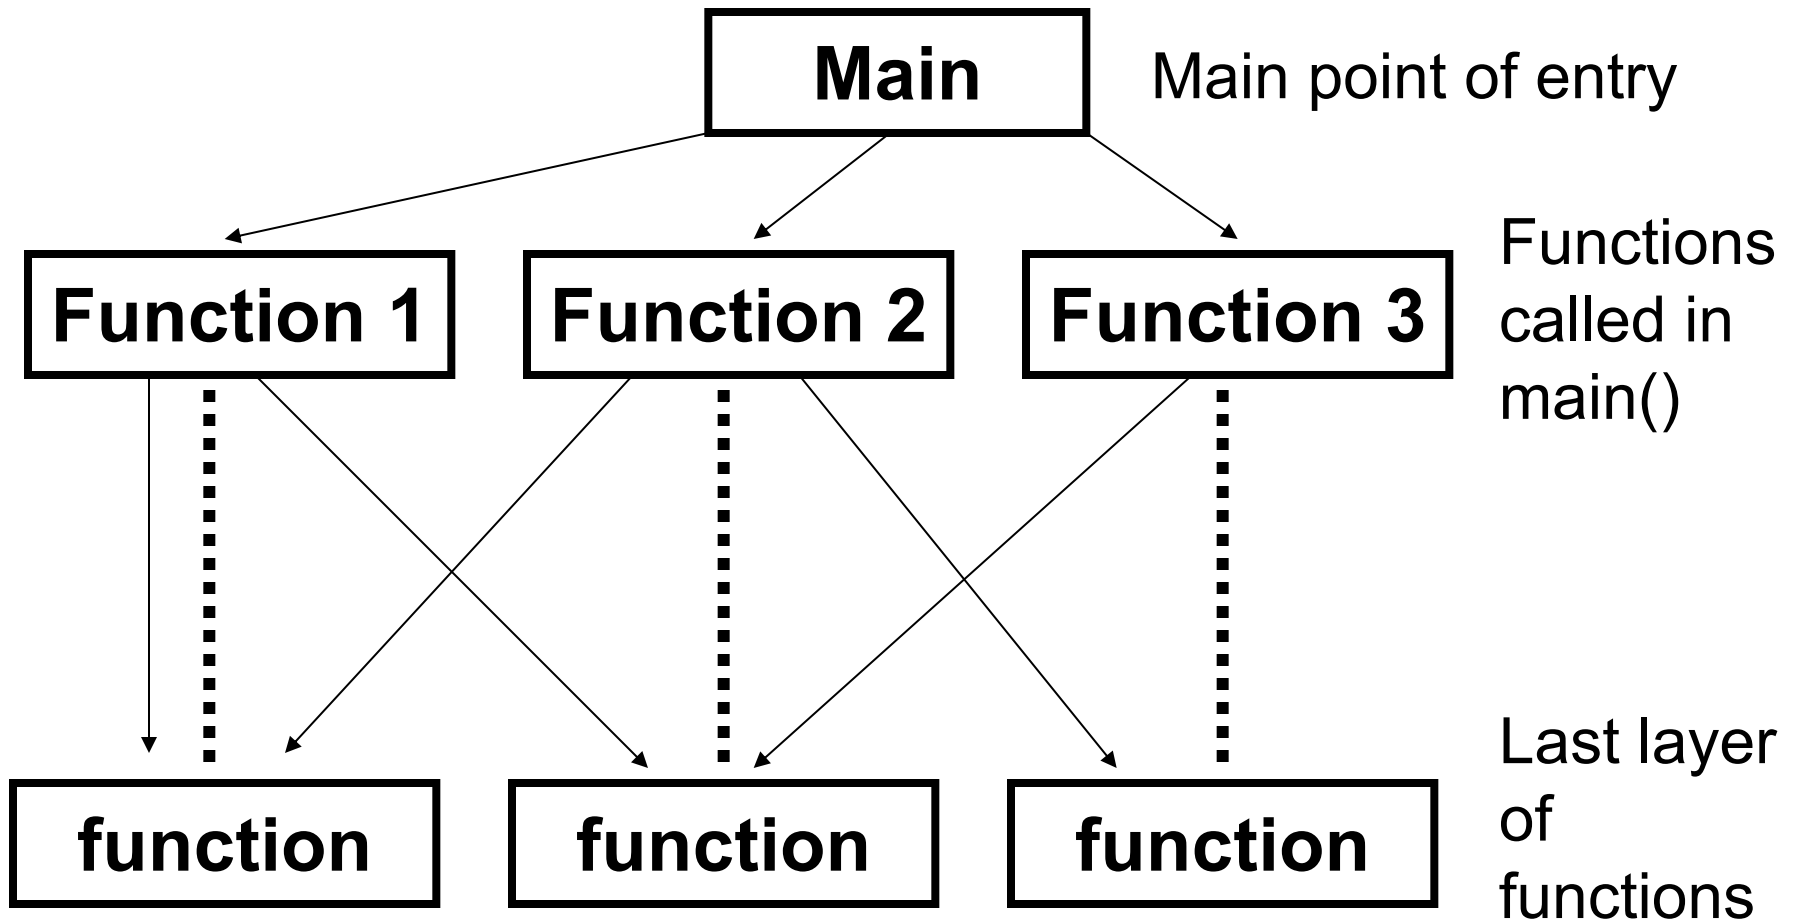 Main
Main point of entry
Function 1
Function 2
Function 3
Functions
called in
main()
function
function
function
Last layer
of
functions